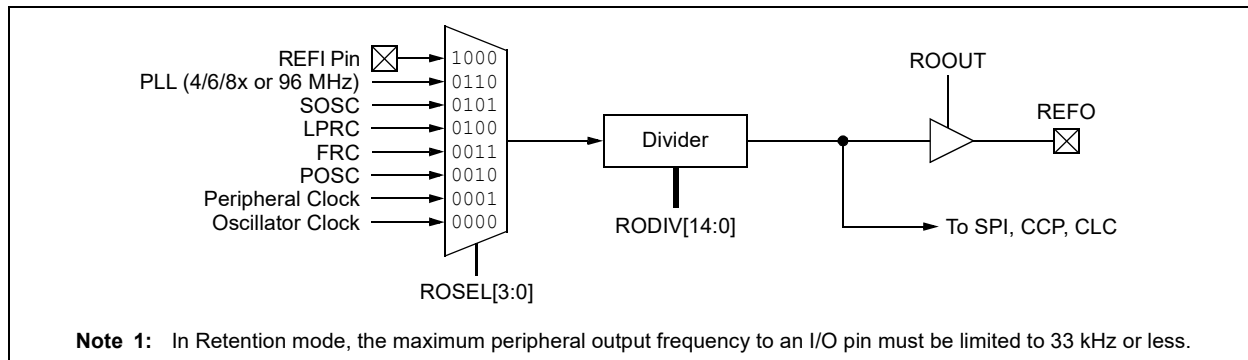 REFI Pin 1000
PLL (4/6/8x or 96 MHz) 0110
SOSC 0101
LPRC 0100
FRC 0011
POSC 0010
Peripheral Clock 0001
Oscillator Clock 0000
ROSEL[3:0]
Divider
RODIV[14:0]
ROOUT
REFO
To SPI, CCP, CLC
Note 1: In Retention mode, the maximum peripheral output frequency to an I/O pin must be limited to 33 kHz or less.